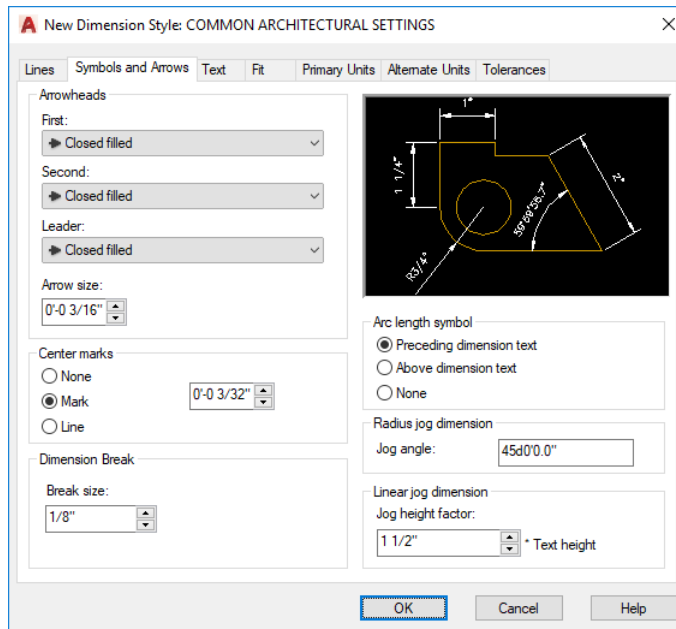 New Dimension Style: COMMON ARCHITECTURAL SETTINGS
Lines Symbols and Arrows Text Fit Primary Units Alternate Units Tolerances
Arrowheads
First:
Closed filled
Second:
Closed filled
Leader:
Closed filled
Arrow size:
0'-0 3/16"
Center marks
None
Mark
Line
0'-0 3/32"
Dimension Break
Break size:
1/8"
1"
1 1/4"
2"
59°59'56.7"
R3/4"
Arc length symbol
Preceding dimension text
Above dimension text
None
Radius jog dimension
Jog angle: 45d0'0.0"
Linear jog dimension
Jog height factor:
1 1/2" * Text height
OK Cancel Help